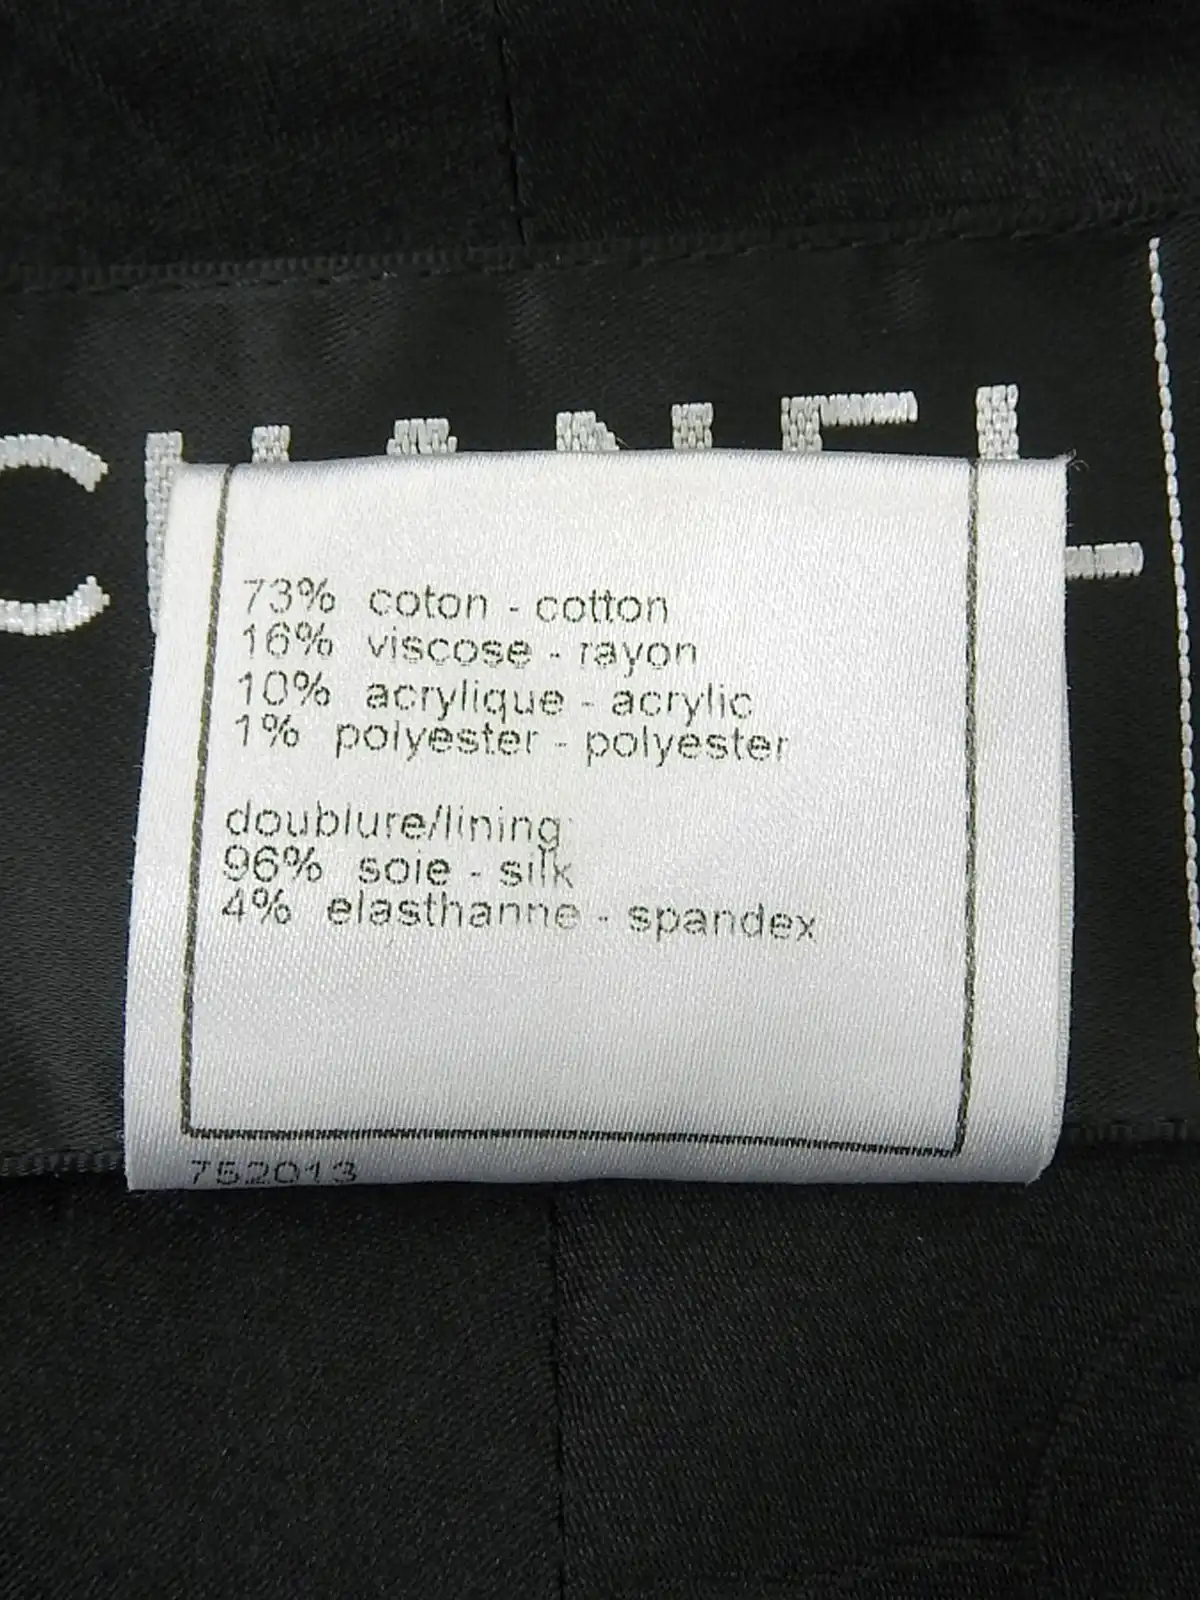 CHANEL
73% coton - cotton
16% viscose - rayon
10% acrylique - acrylic
1% polyester - polyester
doublure/lining:
96% soie - silk
4% elasthanne - spandex
752013